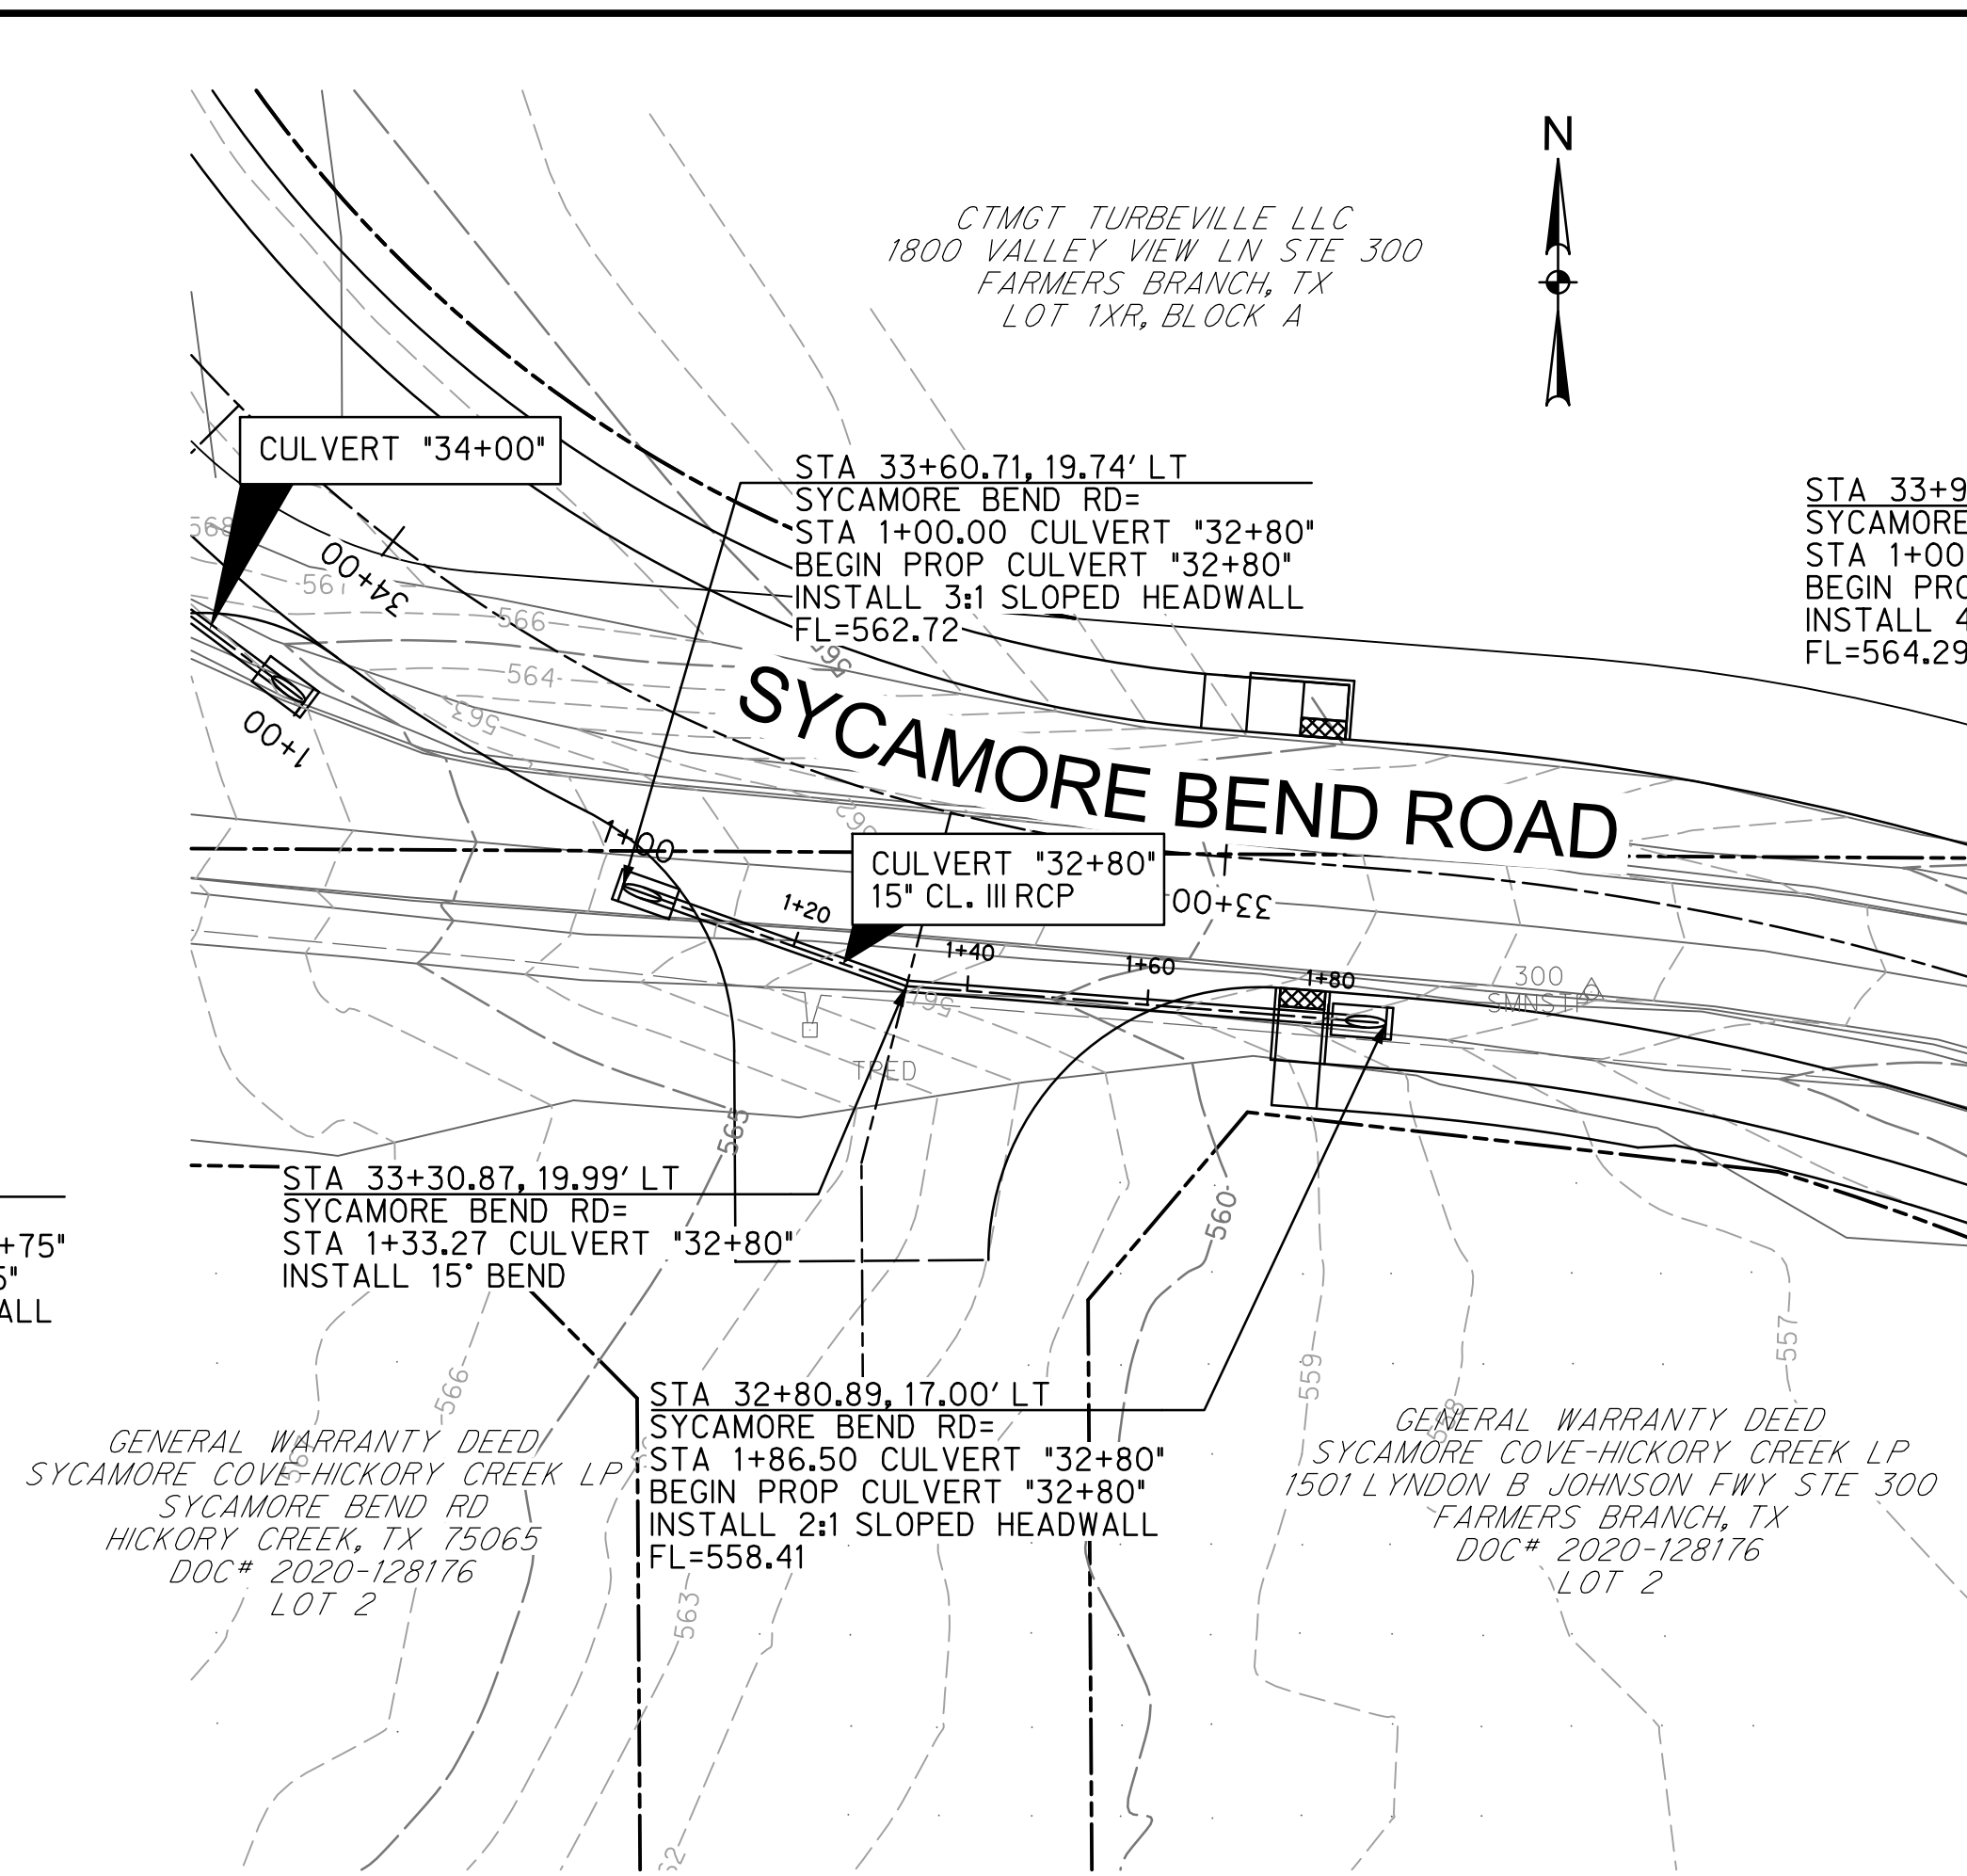 N
CTMGT TURBEVILLE LLC
1800 VALLEY VIEW LN STE 300
FARMERS BRANCH, TX
LOT 1XR, BLOCK A
CULVERT "34+00"
STA 33+60.71, 19.74' LT
SYCAMORE BEND RD=
STA 1+00.00 CULVERT "32+80"
BEGIN PROP CULVERT "32+80"
INSTALL 3:1 SLOPED HEADWALL
FL=562.72
STA 33+9
SYCAMORE
STA 1+00
BEGIN PRO
INSTALL 4
FL=564.29
568
567
34+00
566
564
563
1+00
SYCAMORE BEND ROAD
1+00
CULVERT "32+80"
15" CL. III RCP
33+00
1+20
1+40
1+60
1+80
300
SMNSTP
561
TPED
565
STA 33+30.87, 19.99' LT
SYCAMORE BEND RD=
STA 1+33.27 CULVERT "32+80"
INSTALL 15° BEND
+75"
ALL
560
557
559
558
566
567
STA 32+80.89, 17.00' LT
SYCAMORE BEND RD=
STA 1+86.50 CULVERT "32+80"
BEGIN PROP CULVERT "32+80"
INSTALL 2:1 SLOPED HEADWALL
FL=558.41
GENERAL WARRANTY DEED
SYCAMORE COVE-HICKORY CREEK LP
SYCAMORE BEND RD
HICKORY CREEK, TX 75065
DOC# 2020-128176
LOT 2
GENERAL WARRANTY DEED
SYCAMORE COVE-HICKORY CREEK LP
1501 LYNDON B JOHNSON FWY STE 300
FARMERS BRANCH, TX
DOC# 2020-128176
LOT 2
563